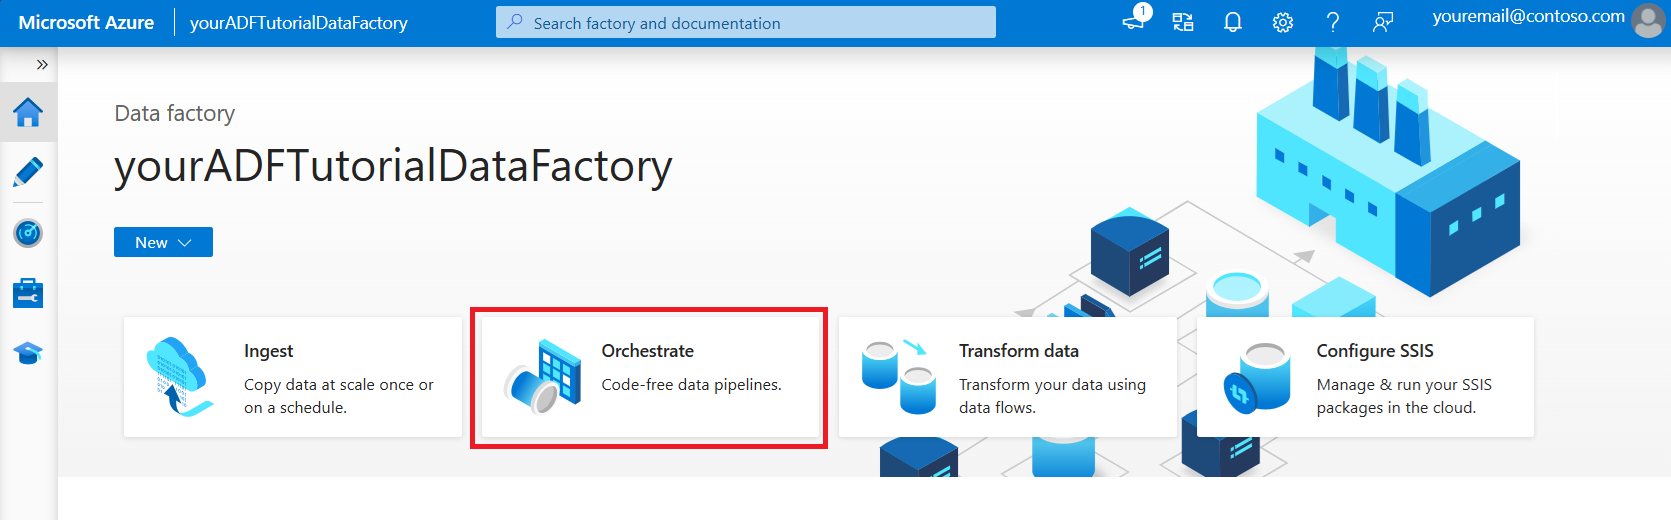 Microsoft Azure
yourADFTutorialDataFactory
Search factory and documentation
1
youremail@contoso.com
Data factory
yourADFTutorialDataFactory
New
Ingest
Copy data at scale once or
on a schedule.
Orchestrate
Code-free data pipelines.
Transform data
Transform your data using
data flows.
Configure SSIS
Manage & run your SSIS
packages in the cloud.